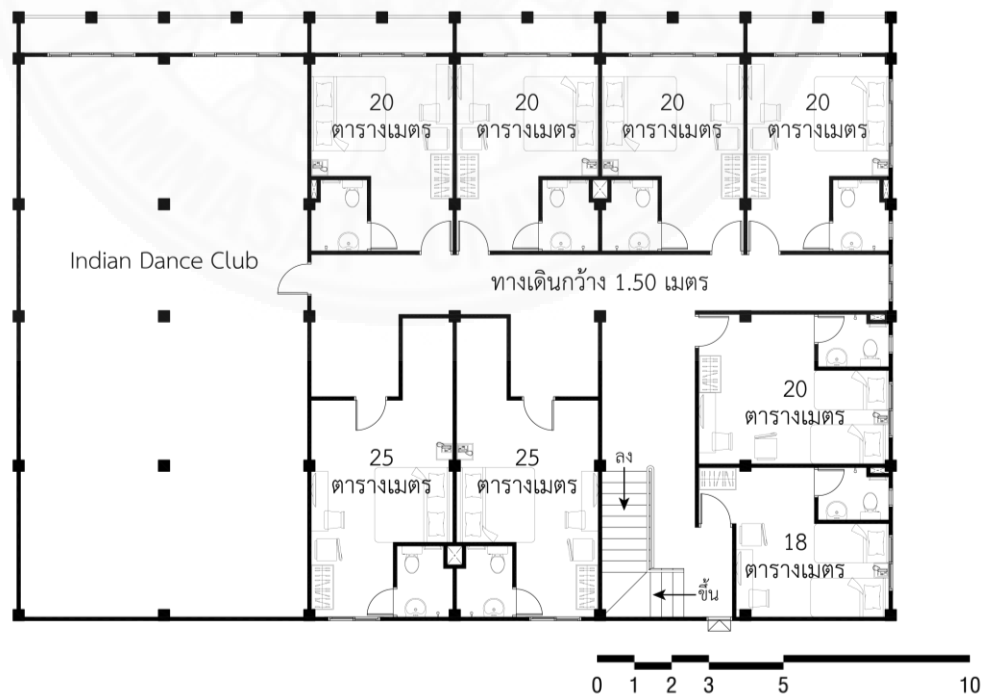 20
ตารางเมตร
20
ตารางเมตร
20
ตารางเมตร
20
ตารางเมตร
Indian Dance Club
ทางเดินกว้าง 1.50 เมตร
20
ตารางเมตร
25
ตารางเมตร
25
ตารางเมตร
ลง
18
ตารางเมตร
ขึ้น
0 1 2 3 5 10